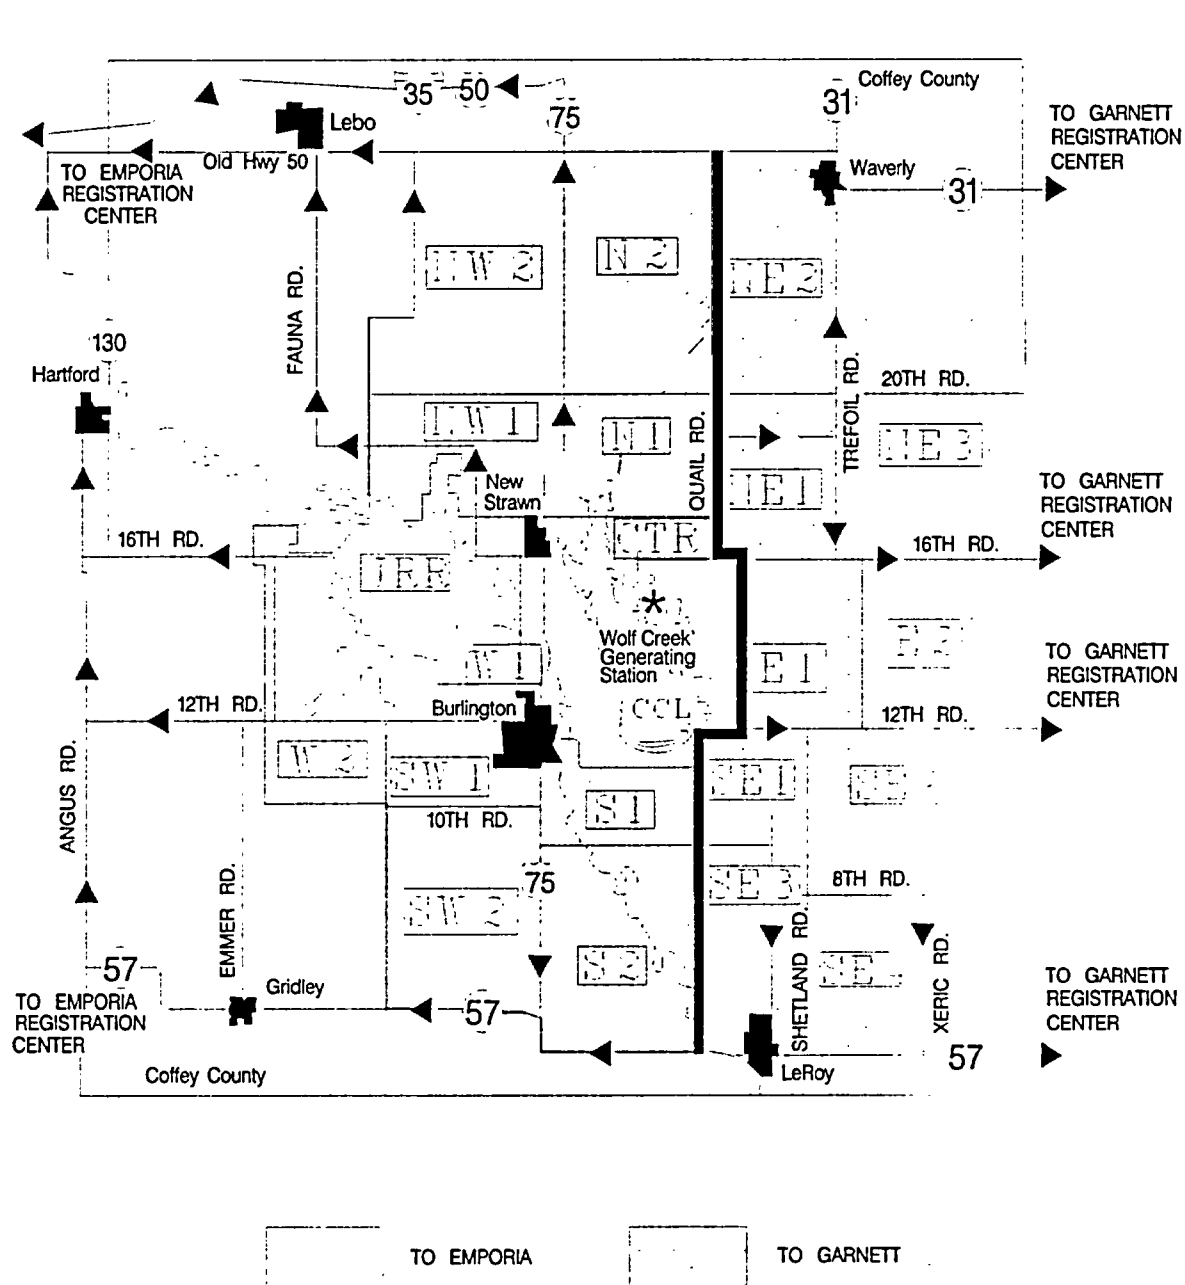 Coffey County
35
50
31
75
TO GARNETT
REGISTRATION
CENTER
Lebo
Old Hwy 50
Waverly
TO EMPORIA
REGISTRATION
CENTER
31
NW 2
N 2
NE 2
FAUNA RD.
130
Hartford
20TH RD.
TREFOIL RD.
NW 1
N 1
QUAIL RD.
NE 3
NE 1
New
Strawn
TO GARNETT
REGISTRATION
CENTER
16TH RD.
CTR
16TH RD.
JRR
Wolf Creek
Generating
Station
W 1
E 1
E 2
TO GARNETT
REGISTRATION
CENTER
12TH RD.
Burlington
CCL
12TH RD.
ANGUS RD.
W 2
SW 1
SE 1
S 1
10TH RD.
75
SE 3
8TH RD.
EMMER RD.
SW 2
S 2
SHETLAND RD.
XERIC RD.
57
Gridley
57
TO EMPORIA
REGISTRATION
CENTER
TO GARNETT
REGISTRATION
CENTER
57
LeRoy
Coffey County
TO EMPORIA
TO GARNETT